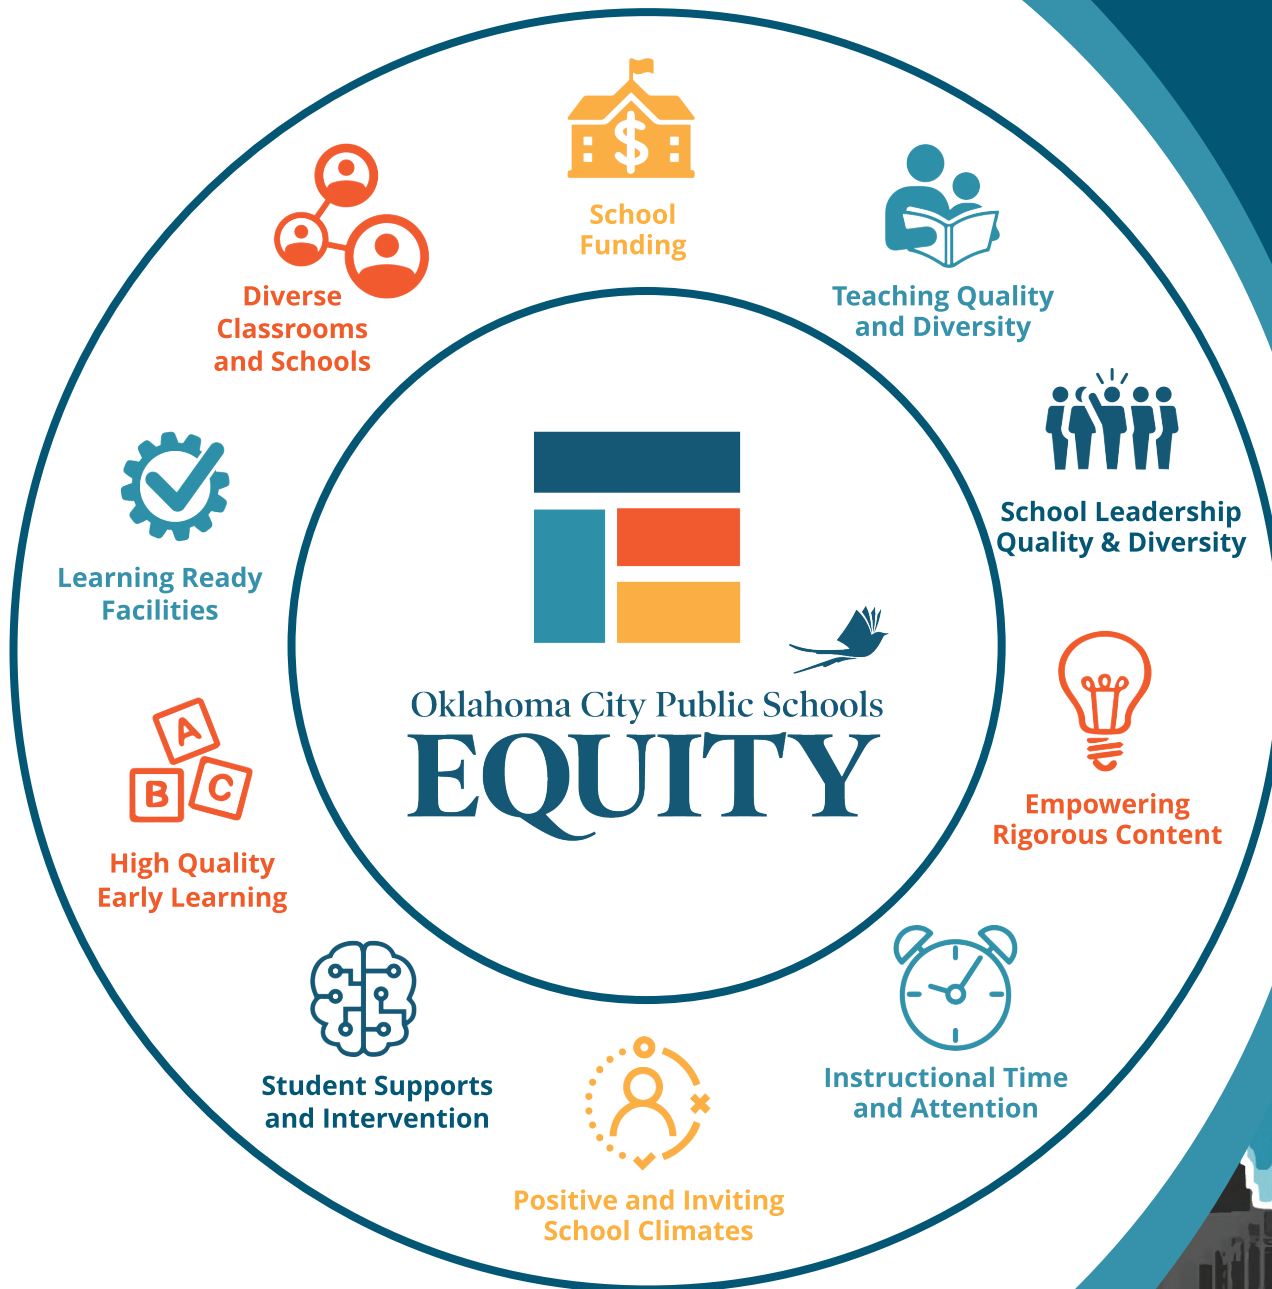 School
Funding
Teaching Quality
and Diversity
School Leadership
Quality & Diversity
Empowering
Rigorous Content
Instructional Time
and Attention
Positive and Inviting
School Climates
Student Supports
and Intervention
A
B
C
High Quality
Early Learning
Learning Ready
Facilities
Diverse
Classrooms
and Schools
$
Oklahoma City Public Schools
EQUITY